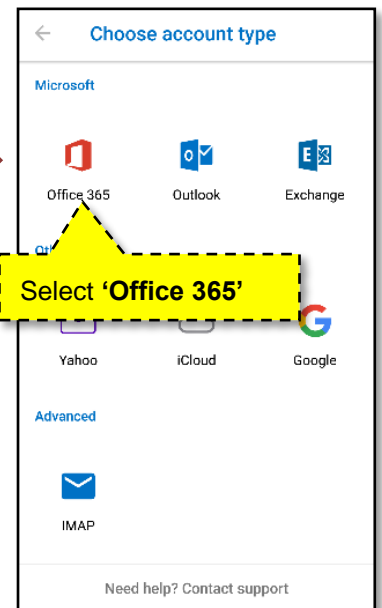 Choose account type
Microsoft
Office 365
Outlook
Exchange
Select ‘Office 365’
Yahoo
iCloud
Google
Advanced
IMAP
Need help? Contact support